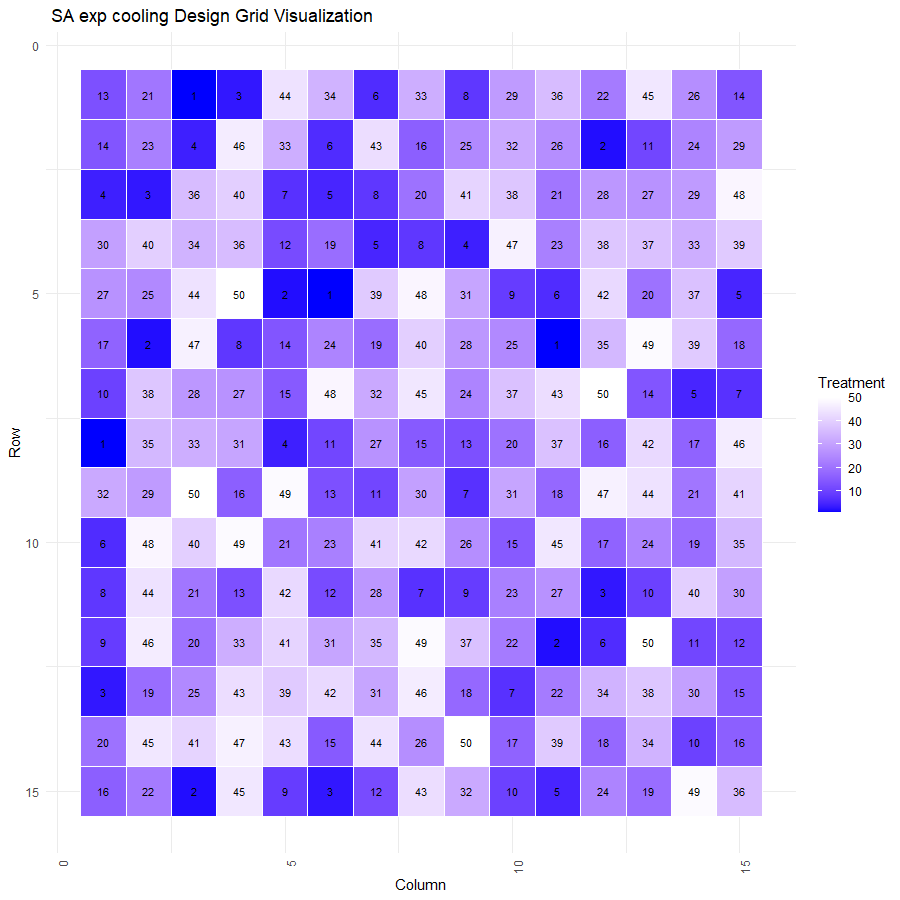 SA exp cooling Design Grid Visualization
0
13 21 1 3 44 34 6 33 8 29 36 22 45 26 14
14 23 4 46 33 6 43 16 25 32 26 2 11 24 29
4 3 36 40 7 5 8 20 41 38 21 28 27 29 48
30 40 34 36 12 19 5 8 4 47 23 38 37 33 39
5 27 25 44 50 2 1 39 48 31 9 6 42 20 37 5
17 2 47 8 14 24 19 40 28 25 1 35 49 39 18
10 38 28 27 15 48 32 45 24 37 43 50 14 5 7
1 35 33 31 4 11 27 15 13 20 37 16 42 17 46
32 29 50 16 49 13 11 30 7 31 18 47 44 21 41
10 6 48 40 49 21 23 41 42 26 15 45 17 24 19 35
8 44 21 13 42 12 28 7 9 23 27 3 10 40 30
9 46 20 33 41 31 35 49 37 22 2 6 50 11 12
3 19 25 43 39 42 31 46 18 7 22 34 38 30 15
20 45 41 47 43 15 44 26 50 17 39 18 34 10 16
15 16 22 2 45 9 3 12 43 32 10 5 24 19 49 36
0 5 10 15
Column
Row
Treatment
50
40
30
20
10